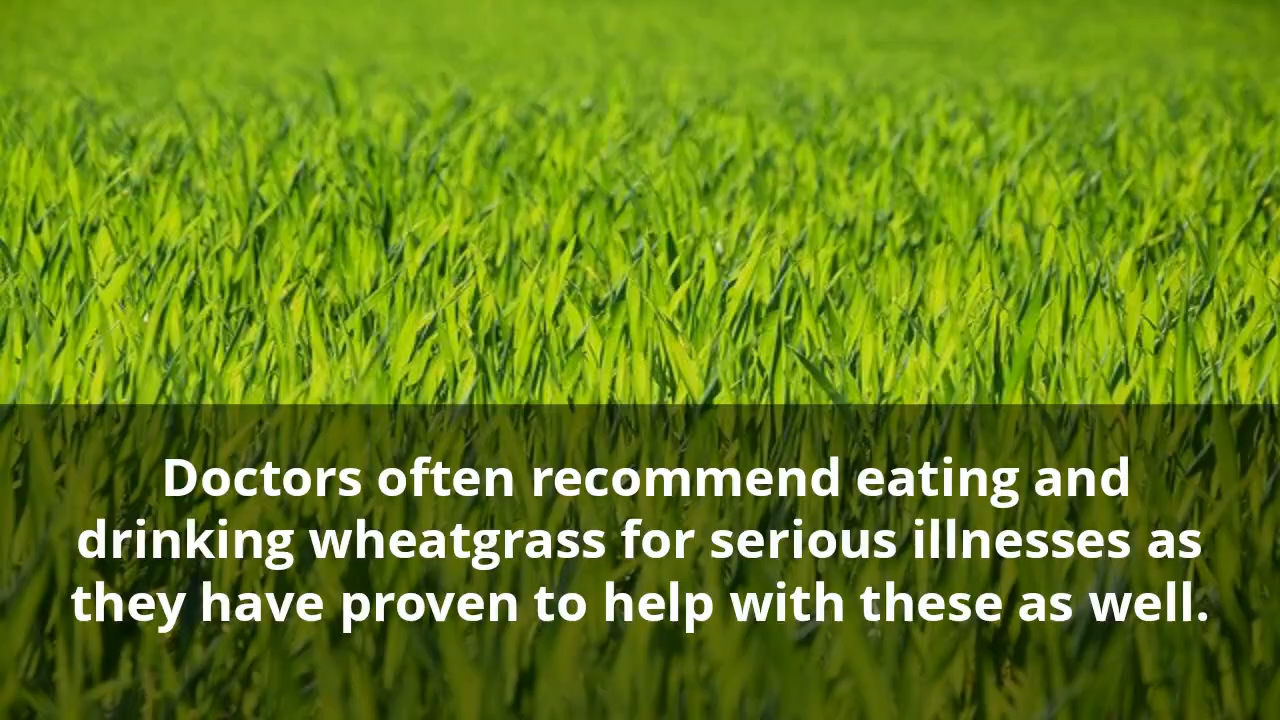 Doctors often recommend eating and
drinking wheatgrass for serious illnesses as
they have proven to help with these as well.